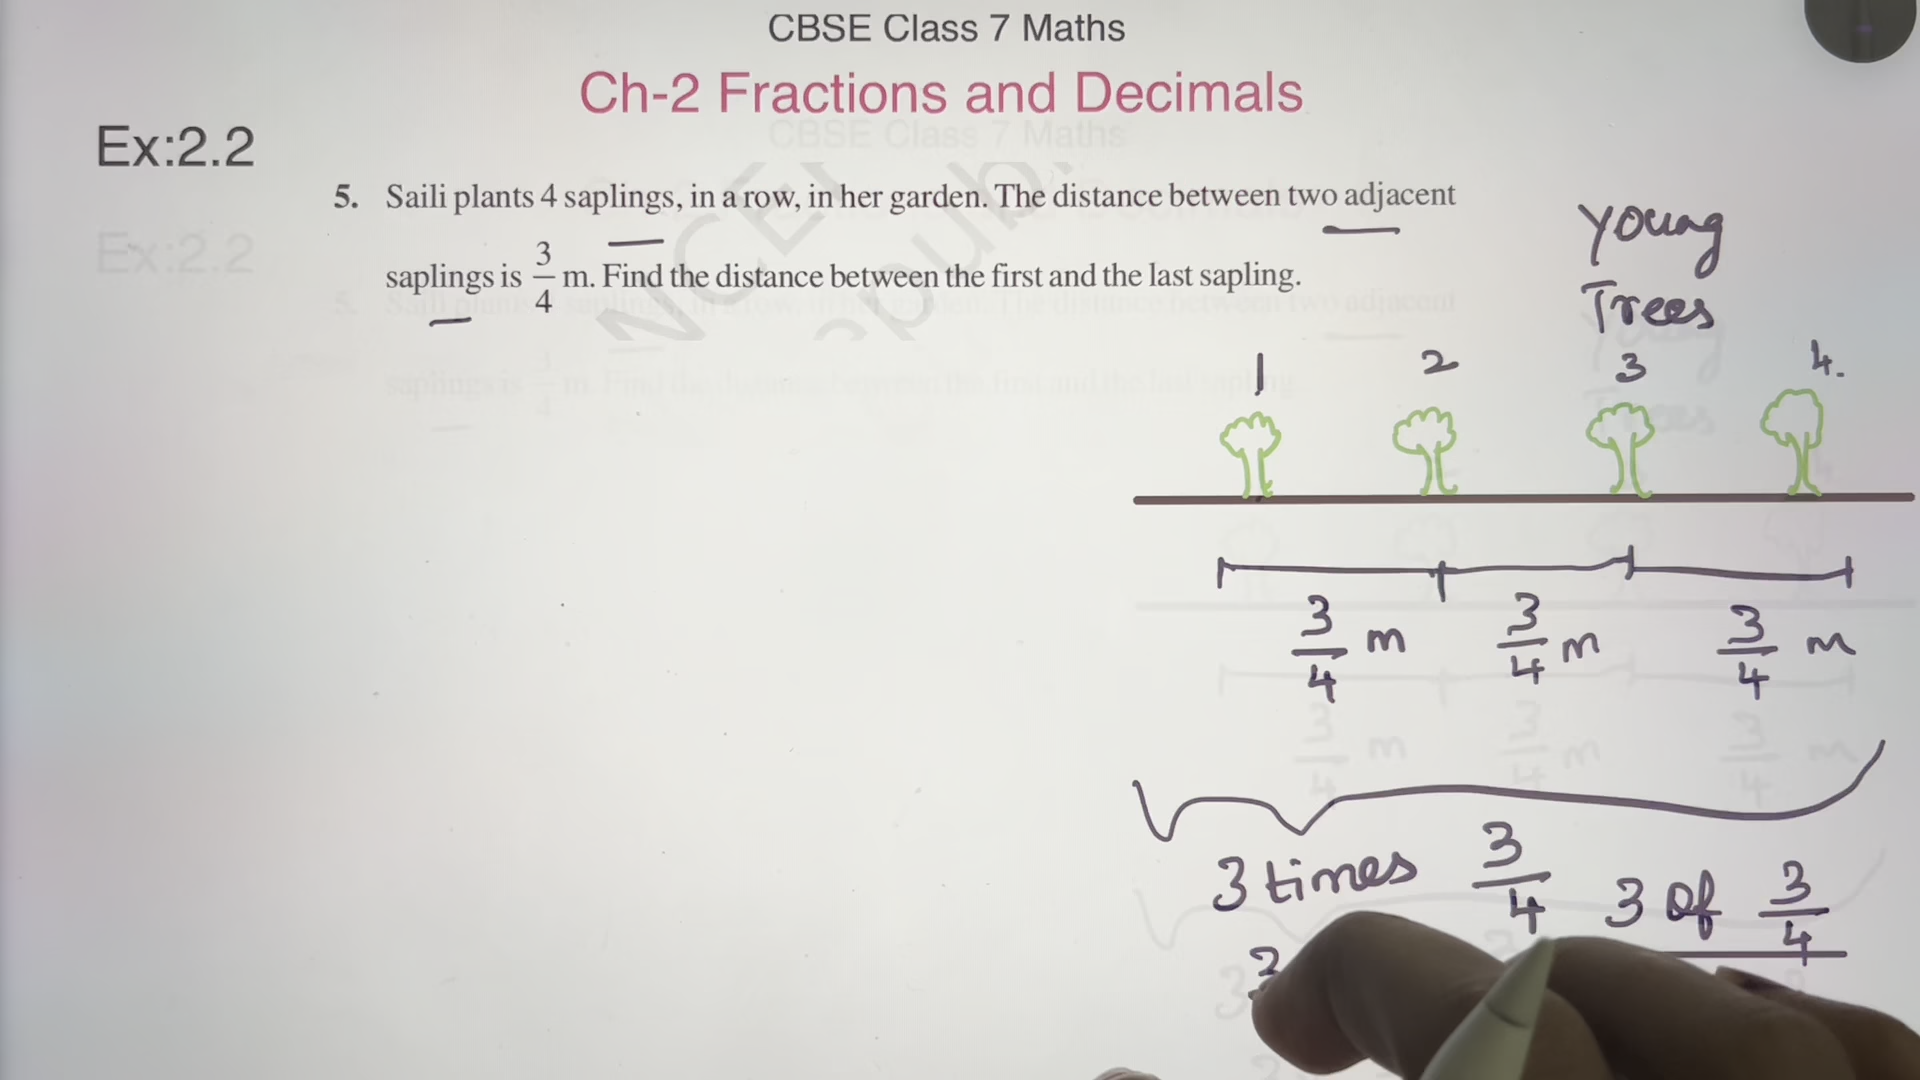 CBSE Class 7 Maths
Ch-2 Fractions and Decimals
Ex:2.2
5. Saili plants 4 saplings, in a row, in her garden. The distance between two adjacent
saplings is 3/4 m. Find the distance between the first and the last sapling.
Young
Trees
1 2 3 4.
3/4 m 3/4 m 3/4 m
3 times 3/4 3 of 3/4